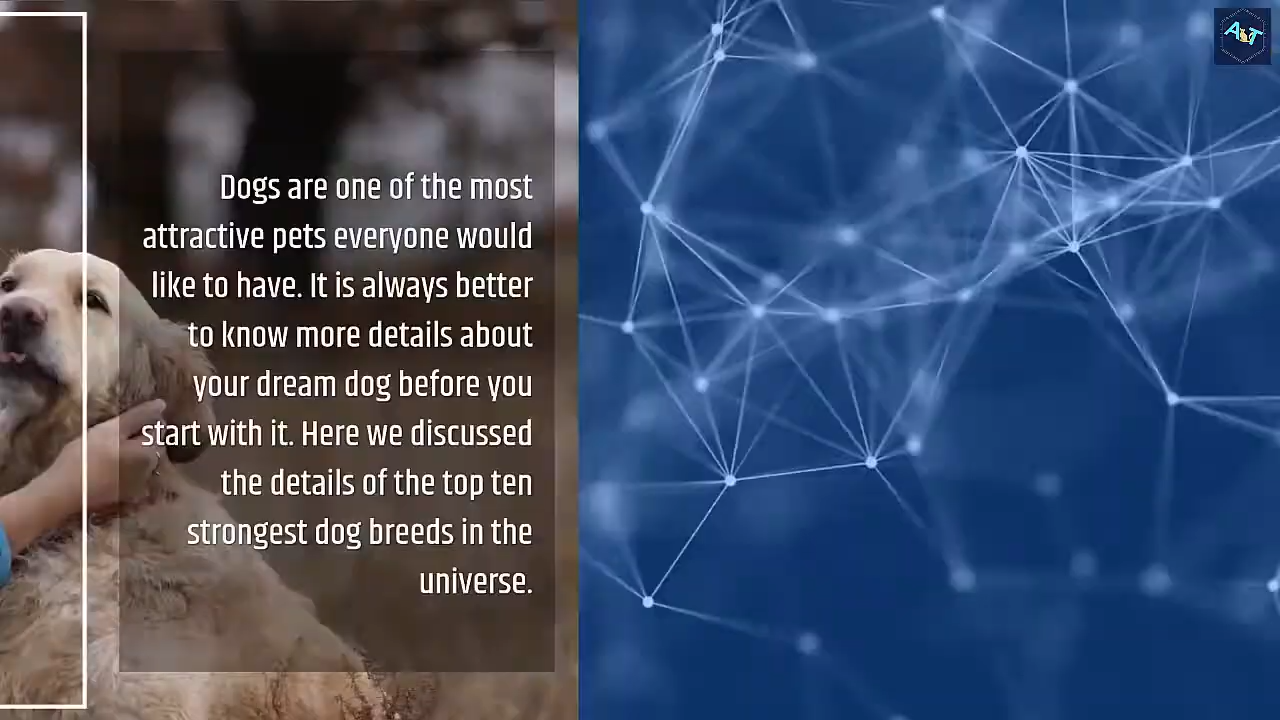 Dogs are one of the most
attractive pets everyone would
like to have. It is always better
to know more details about
your dream dog before you
start with it. Here we discussed
the details of the top ten
strongest dog breeds in the
universe.
A T